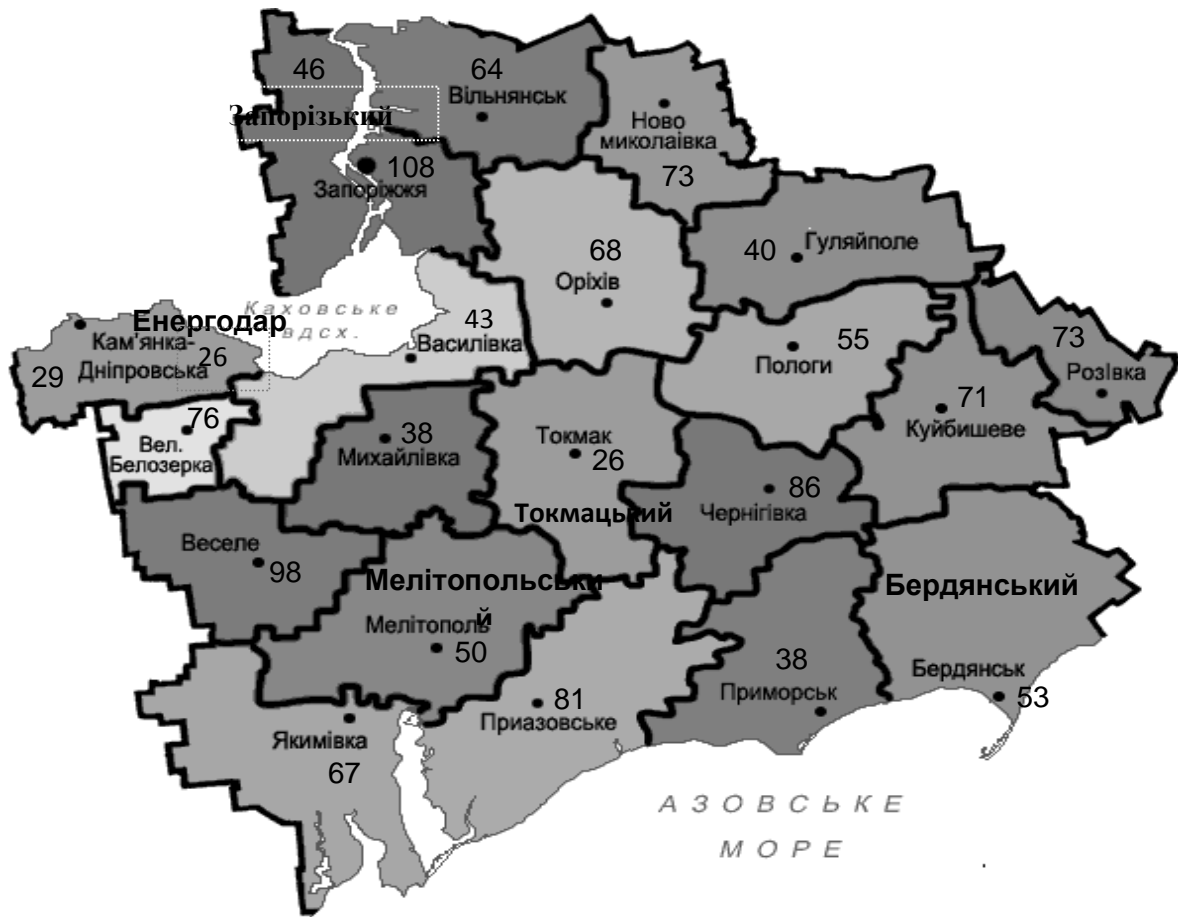 46
64
Вільнянськ
Запорізький
Ново
миколаівка
73
108
Запоріжжя
68
Оріхів
40
Гуляйполе
Каховське
вдсх.
Енергодар
43
Василівка
Кам'янка-
Дніпровська
26
29
55
Пологи
73
РозІвка
71
Куйбишеве
76
Вел.
Белозерка
38
Михайлівка
Токмак
26
Токмацький
86
Чернігівка
Веселе
98
Мелітопольськи
й
Мелітополь
50
Бердянський
Бердянськ
53
38
Приморськ
81
Приазовське
Якимівка
67
АЗОВСЬКЕ
МОРЕ